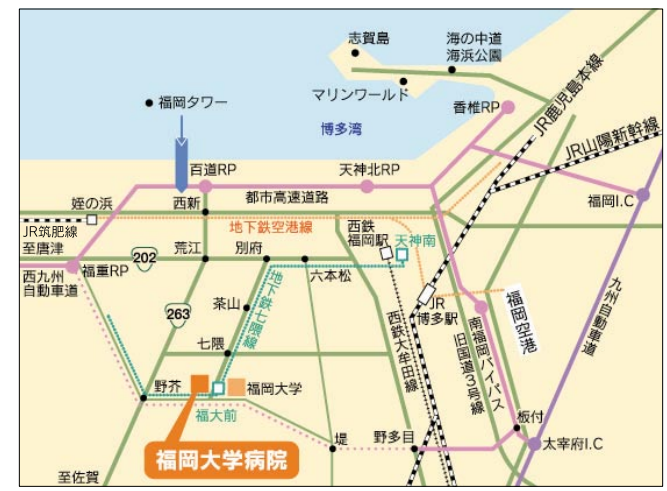 志賀島
海の中道
海浜公園
福岡タワー
マリンワールド
香椎RP
JR鹿児島本線
博多湾
JR山陽新幹線
百道RP
天神北RP
福岡I.C
姪の浜
西新
都市高速道路
JR筑肥線
至唐津
地下鉄空港線
西鉄
福岡駅
天神南
202
荒江
別府
六本松
西九州
自動車道
福重RP
地下鉄七隈線
茶山
263
JR
博多駅
福岡空港
九州自動車道
西鉄大牟田線
南福岡バイパス
旧国道3号線
七隈
野芥
福岡大学
福大前
板付
堤
野多目
太宰府I.C
福岡大学病院
至佐賀